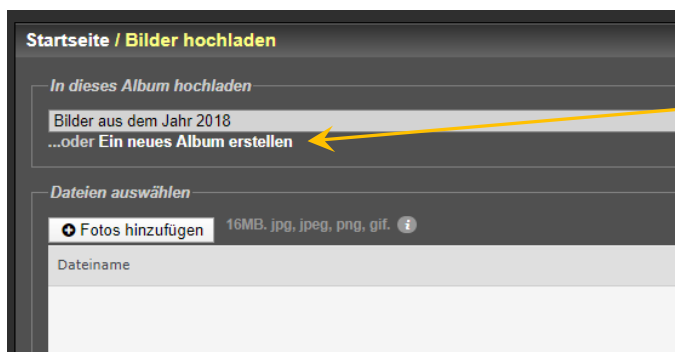 Startseite / Bilder hochladen
In dieses Album hochladen
Bilder aus dem Jahr 2018
...oder Ein neues Album erstellen
Dateien auswählen
Fotos hinzufügen 16MB. jpg, jpeg, png, gif. i
Dateiname